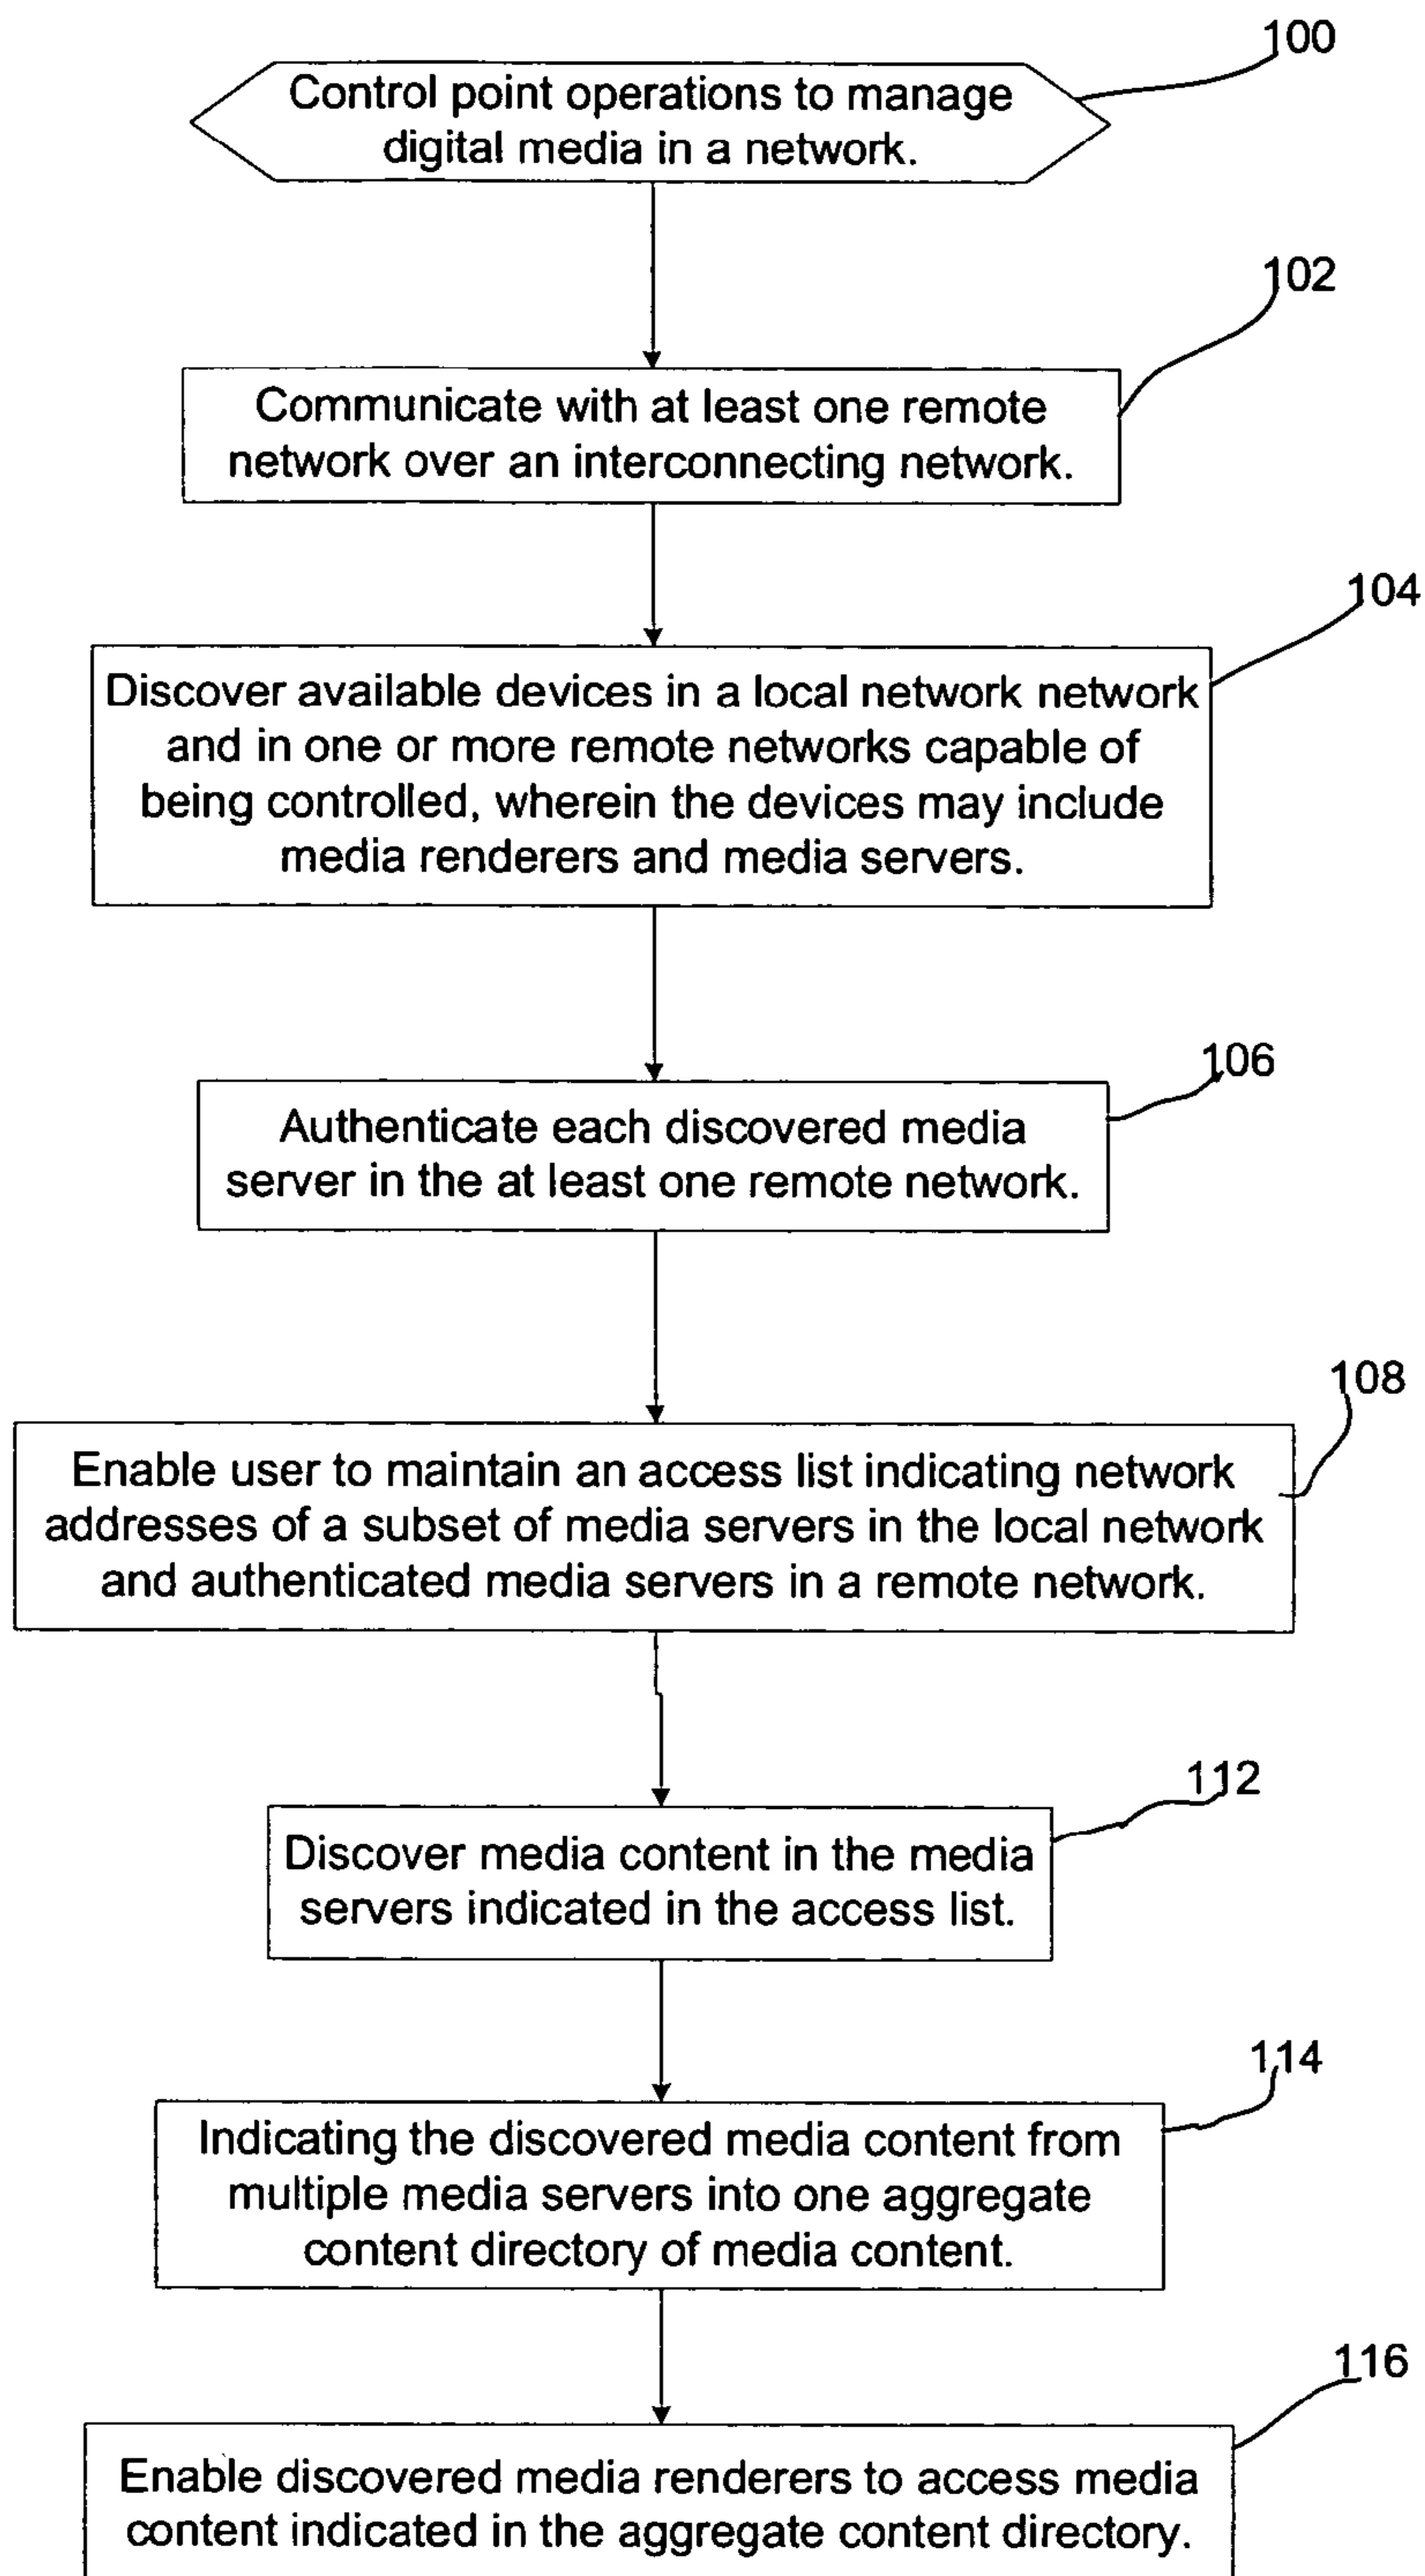 100
Control point operations to manage
digital media in a network.
102
Communicate with at least one remote
network over an interconnecting network.
104
Discover available devices in a local network network
and in one or more remote networks capable of
being controlled, wherein the devices may include
media renderers and media servers.
106
Authenticate each discovered media
server in the at least one remote network.
108
Enable user to maintain an access list indicating network
addresses of a subset of media servers in the local network
and authenticated media servers in a remote network.
112
Discover media content in the media
servers indicated in the access list.
114
Indicating the discovered media content from
multiple media servers into one aggregate
content directory of media content.
116
Enable discovered media renderers to access media
content indicated in the aggregate content directory.